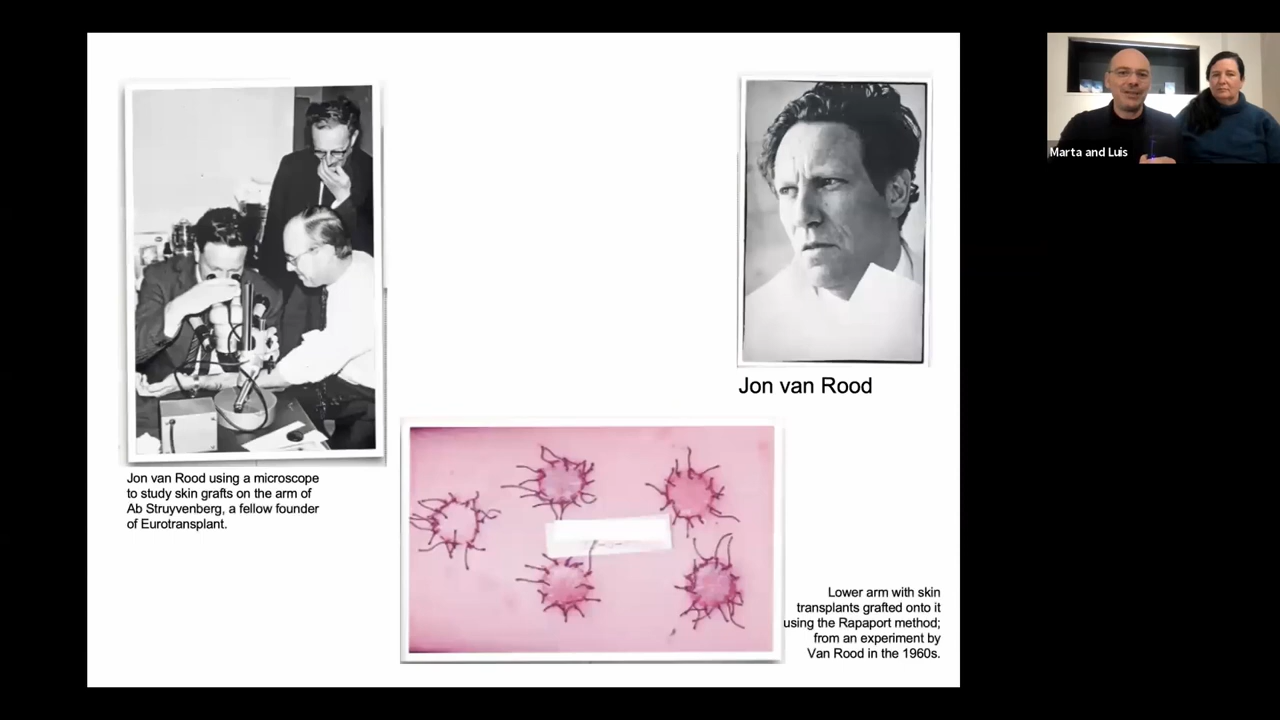 Marta and Luis
Jon van Rood
Jon van Rood using a microscope
to study skin grafts on the arm of
Ab Struyvenberg, a fellow founder
of Eurotransplant.
Lower arm with skin
transplants grafted onto it
using the Rapaport method;
from an experiment by
Van Rood in the 1960s.